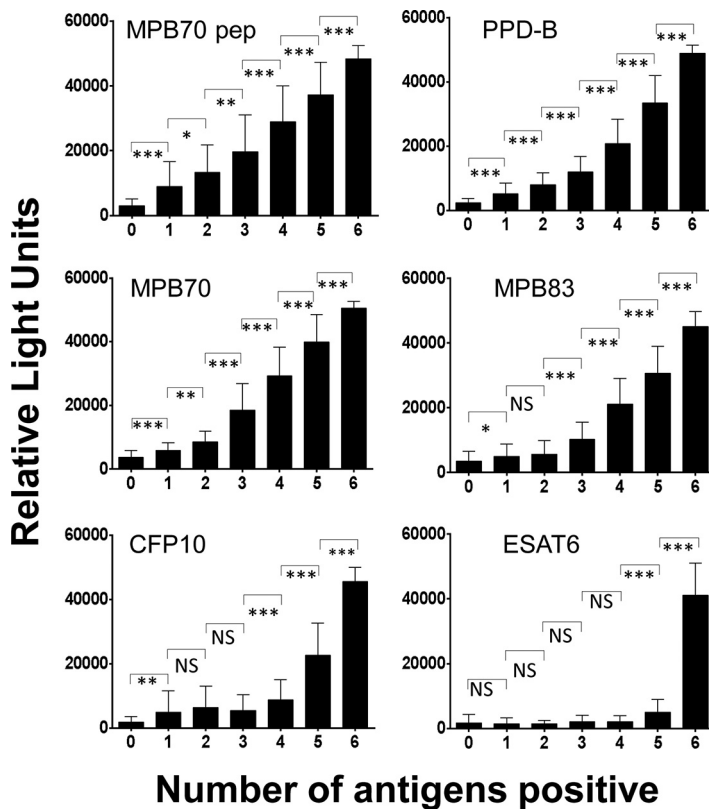 MPB70 pep
60000
40000
20000
0
***
*
**
***
***
***
0 1 2 3 4 5 6
PPD-B
60000
40000
20000
0
***
***
***
***
***
***
0 1 2 3 4 5 6
Relative Light Units
MPB70
60000
40000
20000
0
***
**
***
***
***
***
0 1 2 3 4 5 6
MPB83
60000
40000
20000
0
*
NS
***
***
***
***
0 1 2 3 4 5 6
CFP10
60000
40000
20000
0
**
NS
NS
***
***
***
0 1 2 3 4 5 6
ESAT6
60000
40000
20000
0
NS
NS
NS
NS
***
***
0 1 2 3 4 5 6
Number of antigens positive